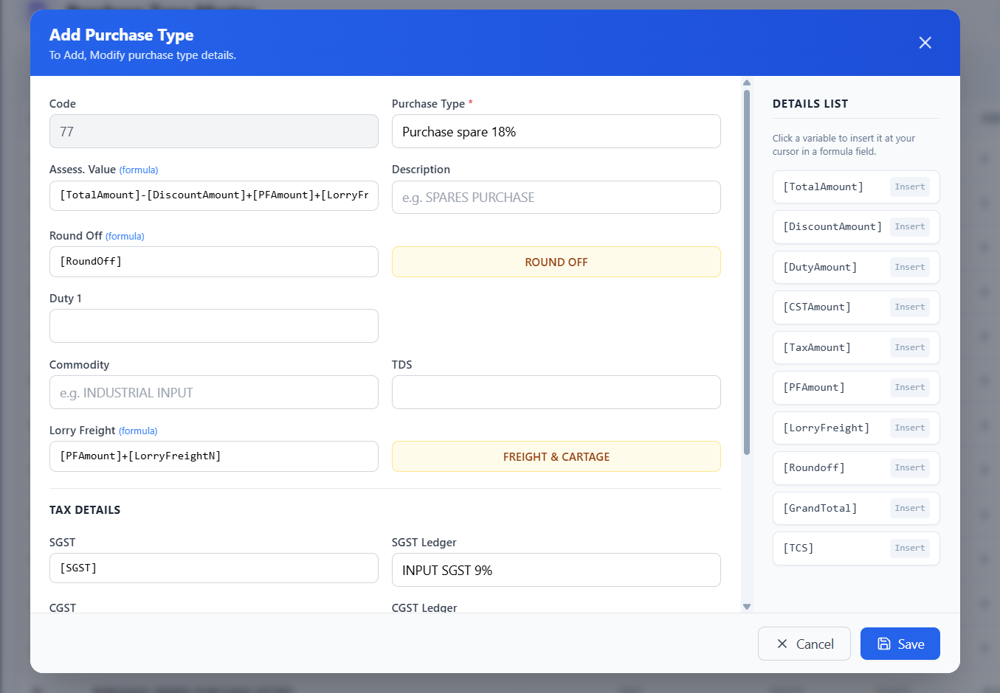 Add Purchase Type
To Add, Modify purchase type details.
Code
Purchase Type *
77
Purchase spare 18%
Assess. Value (formula)
Description
[TotalAmount]-[DiscountAmount]+[PFAmount]+[LorryFr
e.g. SPARES PURCHASE
Round Off (formula)
[RoundOff]
ROUND OFF
Duty 1
Commodity
TDS
e.g. INDUSTRIAL INPUT
Lorry Freight (formula)
[PFAmount]+[LorryFreightN]
FREIGHT & CARTAGE
TAX DETAILS
SGST
SGST Ledger
[SGST]
INPUT SGST 9%
CGST
CGST Ledger
DETAILS LIST
Click a variable to insert it at your
cursor in a formula field.
[TotalAmount] Insert
[DiscountAmount] Insert
[DutyAmount] Insert
[CSTAmount] Insert
[TaxAmount] Insert
[PFAmount] Insert
[LorryFreight] Insert
[Roundoff] Insert
[GrandTotal] Insert
[TCS] Insert
Cancel
Save